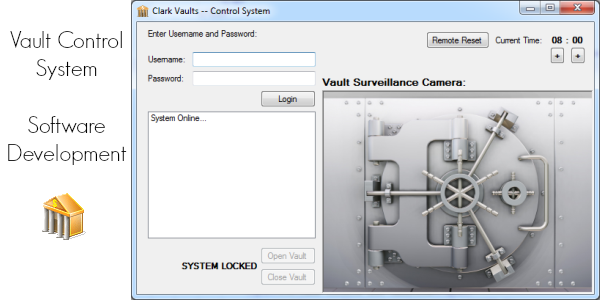 Vault Control
System
Software
Development
Clark Vaults -- Control System
Enter Username and Password:
Username:
Password:
Login
System Online...
SYSTEM LOCKED
Open Vault
Close Vault
Remote Reset
Current Time:
08 : 00
+ +
Vault Surveillance Camera: